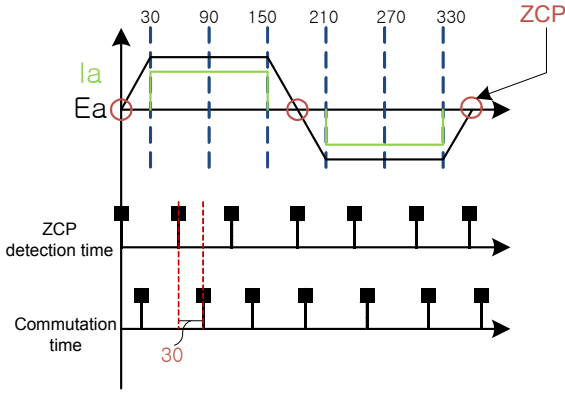 30 90 150 210 270 330
ZCP
Ia
Ea
ZCP
detection time
Commutation
time
30